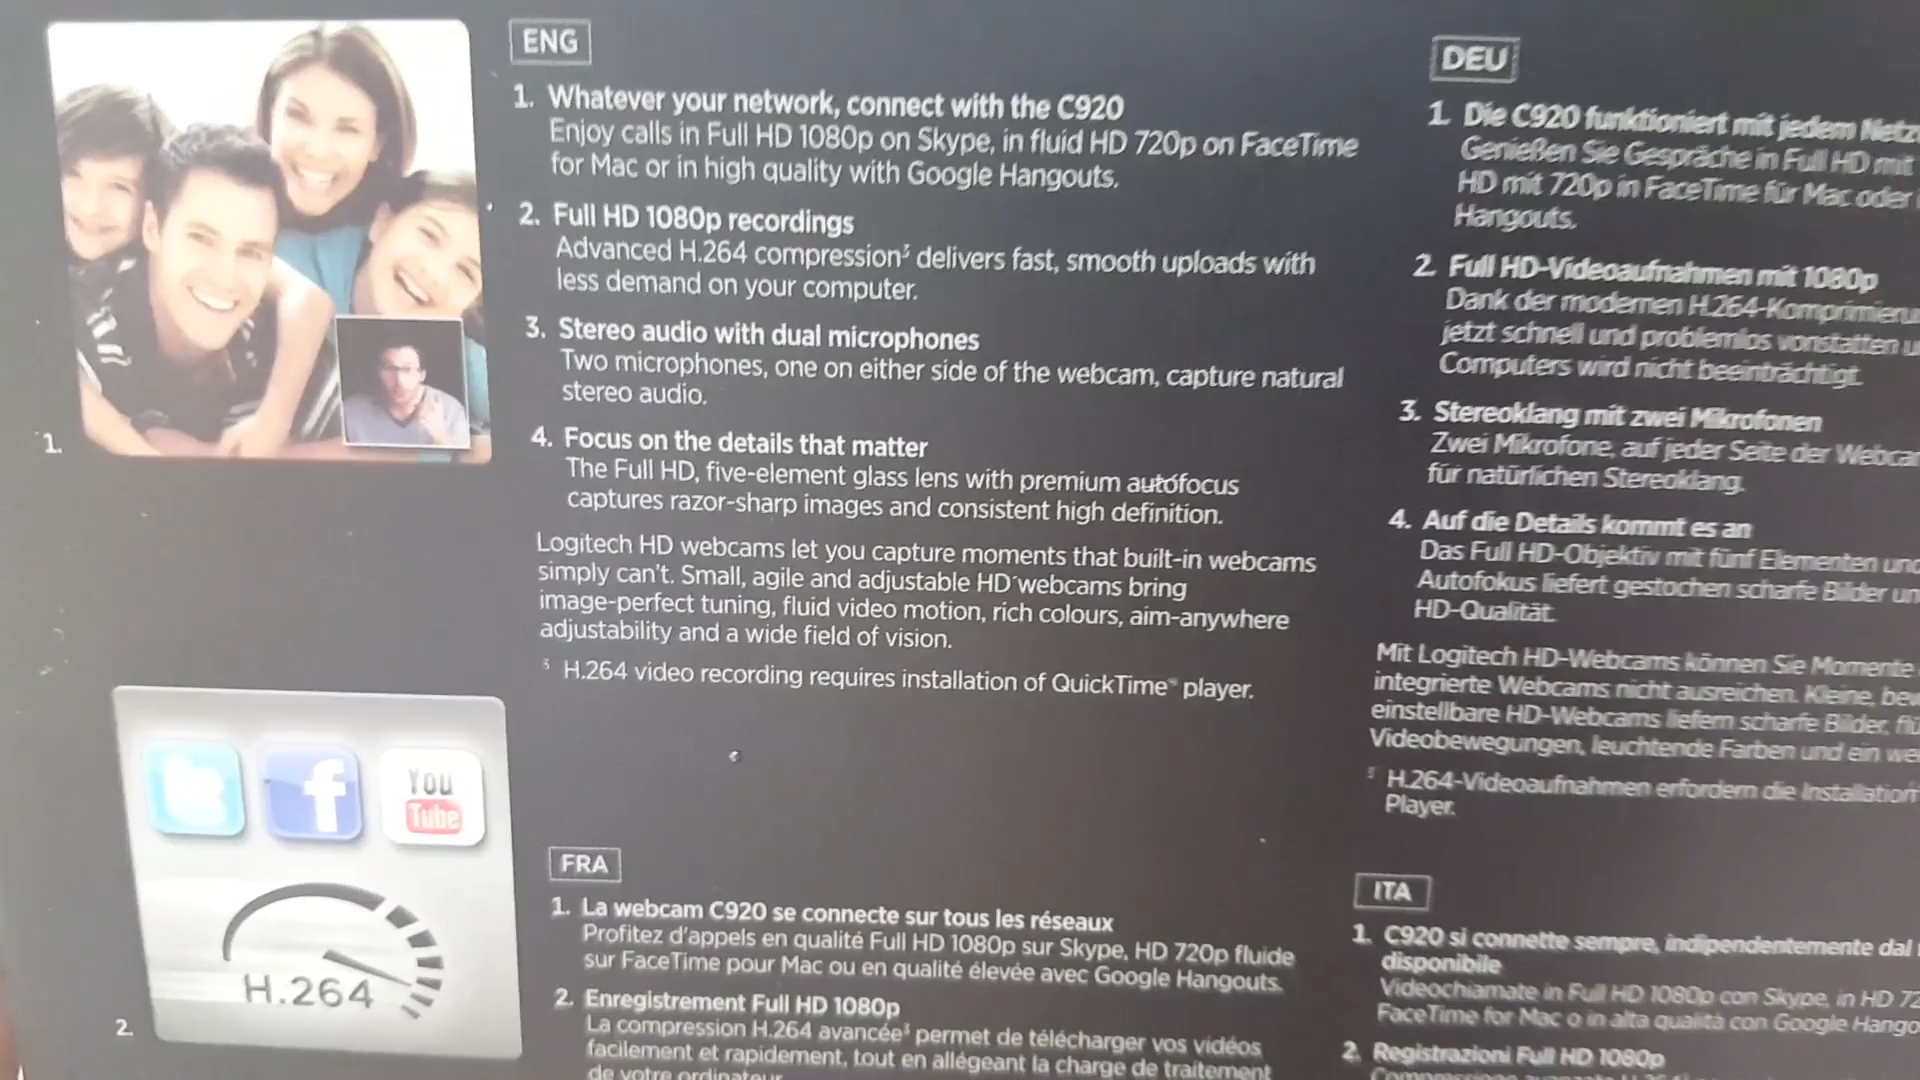 ENG
1. Whatever your network, connect with the C920
Enjoy calls in Full HD 1080p on Skype, in fluid HD 720p on FaceTime
for Mac or in high quality with Google Hangouts.
2. Full HD 1080p recordings
Advanced H.264 compression³ delivers fast, smooth uploads with
less demand on your computer.
3. Stereo audio with dual microphones
Two microphones, one on either side of the webcam, capture natural
stereo audio.
4. Focus on the details that matter
The Full HD, five-element glass lens with premium autofocus
captures razor-sharp images and consistent high definition.
Logitech HD webcams let you capture moments that built-in webcams
simply can't. Small, agile and adjustable HD webcams bring
image-perfect tuning, fluid video motion, rich colours, aim-anywhere
adjustability and a wide field of vision.
³ H.264 video recording requires installation of QuickTime® player.
DEU
1. Die C920 funktioniert mit jedem
Genießen Sie Gespräche in Full HD mit
HD mit 720p in FaceTime für Mac oder
Hangouts.
2. Full HD-Videoaufnahmen mit 1080p
Dank der modernen
jetzt schnell und problemlos vonstatten
Computers wird nicht beeinträchtigt.
3. Stereoklang mit zwei Mikrofonen
Zwei Mikrofone, auf jeder Seite der
für natürlichen Stereoklang.
4. Auf die Details kommt es an
Das Full HD-Objektiv mit fünf Elementen
Autofokus liefert gestochen scharfe Bilder
HD-Qualität.
Mit Logitech HD-Webcams können Sie Momente
integrierte Webcams nicht ausreichen. Kleine,
einstellbare HD-Webcams liefern scharfe Bilder,
Videobewegungen, leuchtende Farben und ein
³ H.264-Videoaufnahmen erfordern die Installation
Player.
1.
You
Tube
H.264
2.
FRA
1. La webcam C920 se connecte sur tous les réseaux
Profitez d'appels en qualité Full HD 1080p sur Skype, HD 720p fluide
sur FaceTime pour Mac ou en qualité élevée avec Google Hangouts.
2. Enregistrement Full HD 1080p
La compression H.264 avancée³ permet de télécharger vos vidéos
facilement et rapidement, tout en allégeant la charge de traitement
de votre ordinateur
ITA
1. C920 si connette sempre, indipendentemente dal
disponibile
Videochiamate in Full HD 1080p con Skype, in HD
FaceTime for Mac o in alta qualità con Google
2. Registrazioni Full HD 1080p